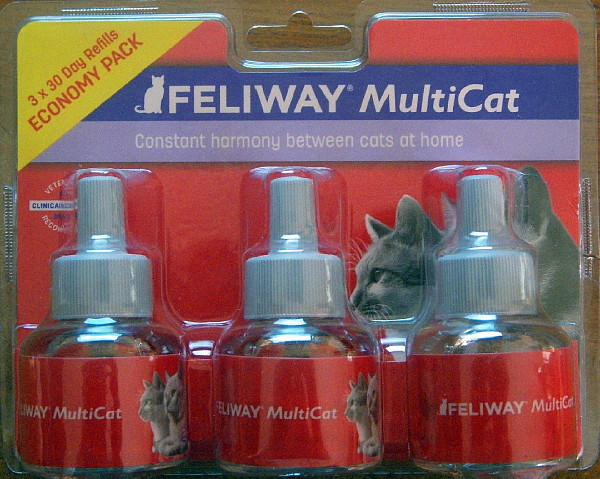 3 x 30 Day Refills
ECONOMY PACK
FELIWAY® MultiCat
Constant harmony between cats at home
FELIWAY MultiCat
FELIWAY MultiCat
FELIWAY MultiCat